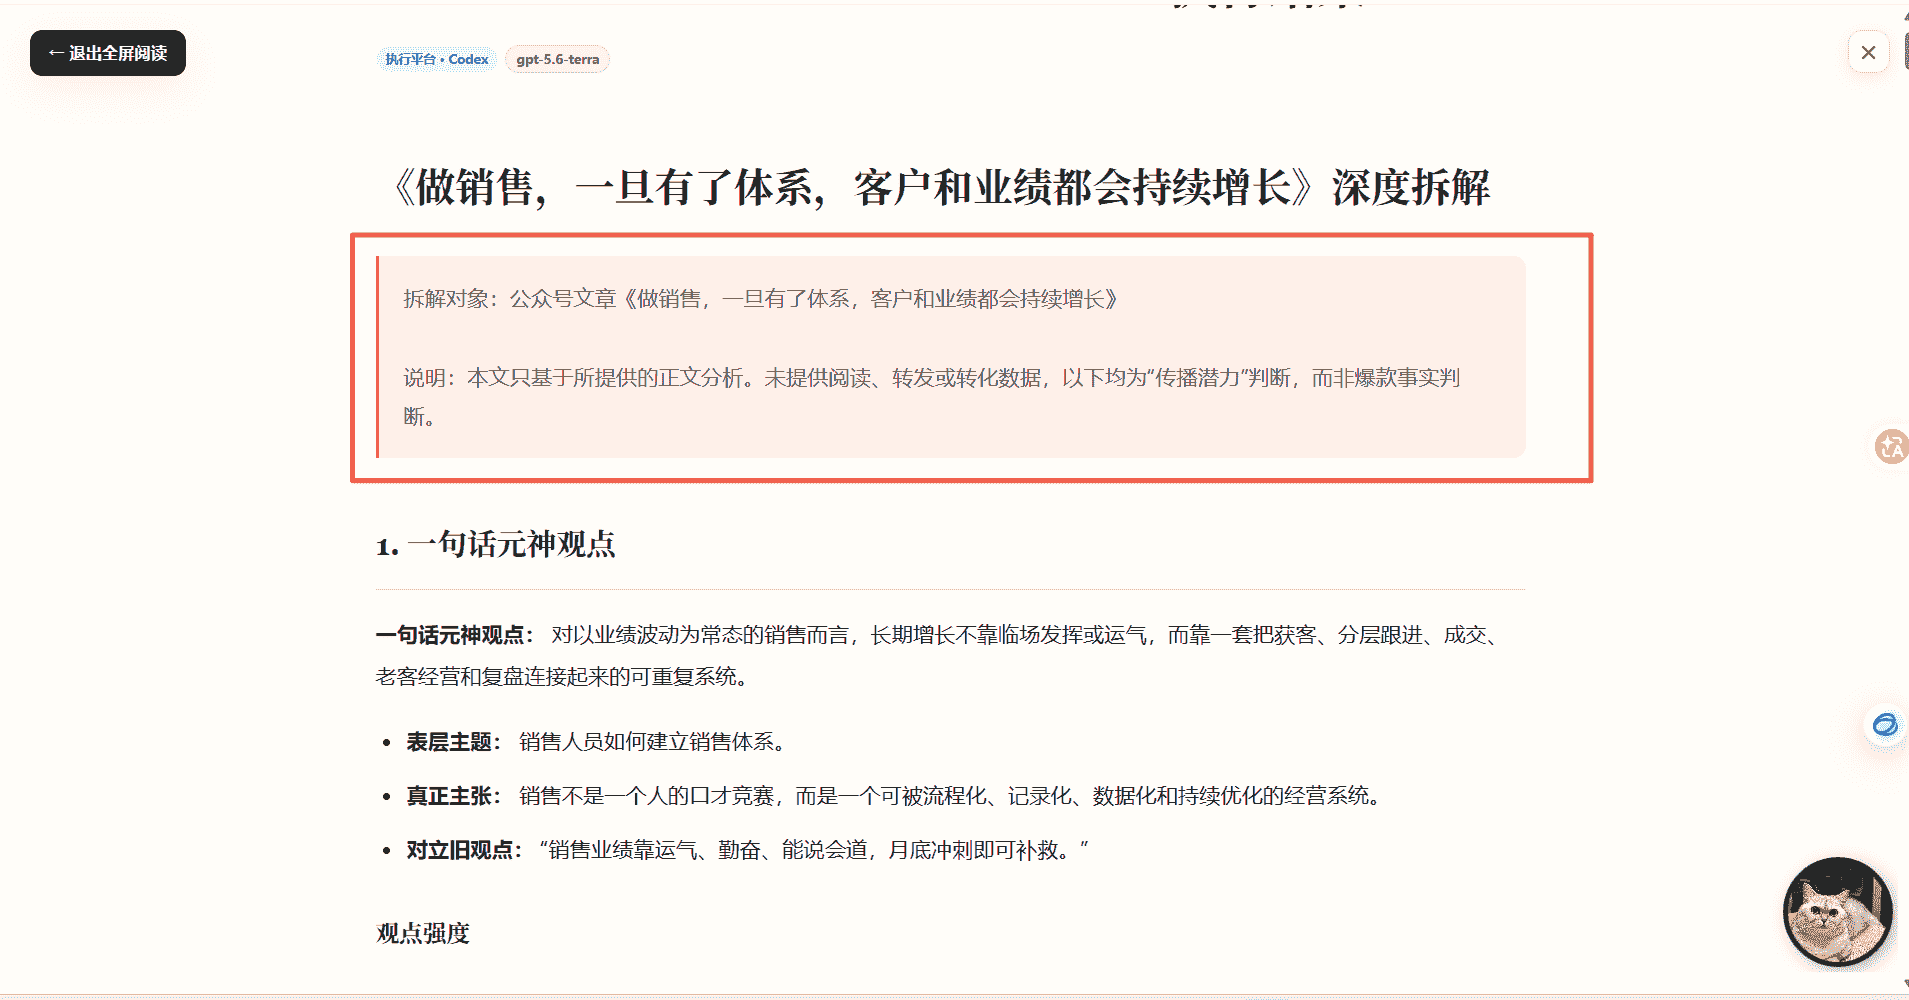 ← 退出全屏阅读
执行平台 • Codex
gpt-5.6-terra
《做销售，一旦有了体系，客户和业绩都会持续增长》深度拆解
拆解对象：公众号文章《做销售，一旦有了体系，客户和业绩都会持续增长》
说明：本文只基于所提供的正文分析。未提供阅读、转发或转化数据，以下均为“传播潜力”判断，而非爆款事实判
断。
1. 一句话元神观点
一句话元神观点： 对以业绩波动为常态的销售而言，长期增长不靠临场发挥或运气，而靠一套把获客、分层跟进、成交、
老客经营和复盘连接起来的可重复系统。
• 表层主题： 销售人员如何建立销售体系。
• 真正主张： 销售不是一个人的口才竞赛，而是一个可被流程化、记录化、数据化和持续优化的经营系统。
• 对立旧观点： “销售业绩靠运气、勤奋、能说会道，月底冲刺即可补救。”
观点强度